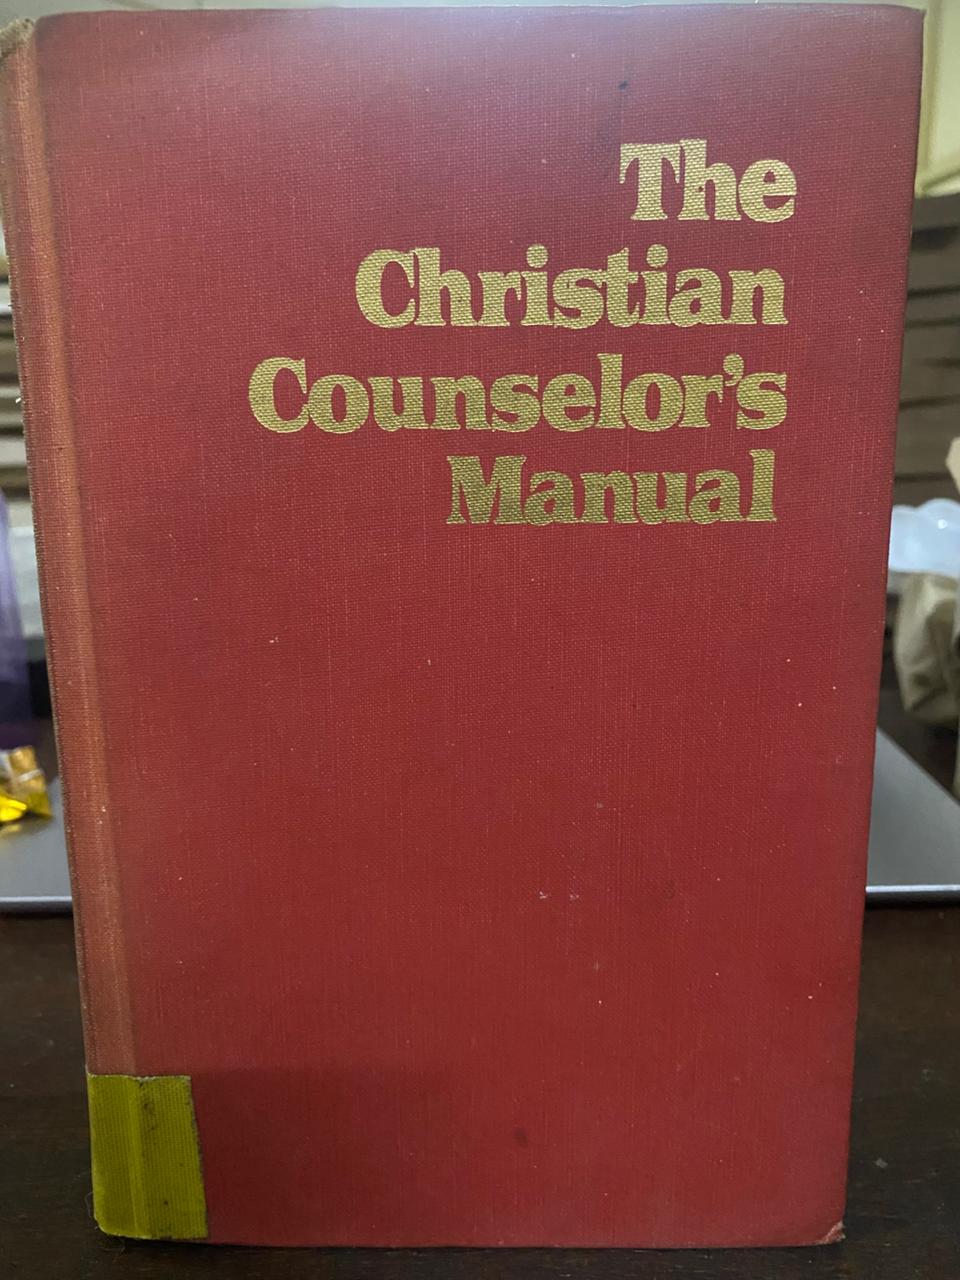 The
Christian
Counselor's
Manual